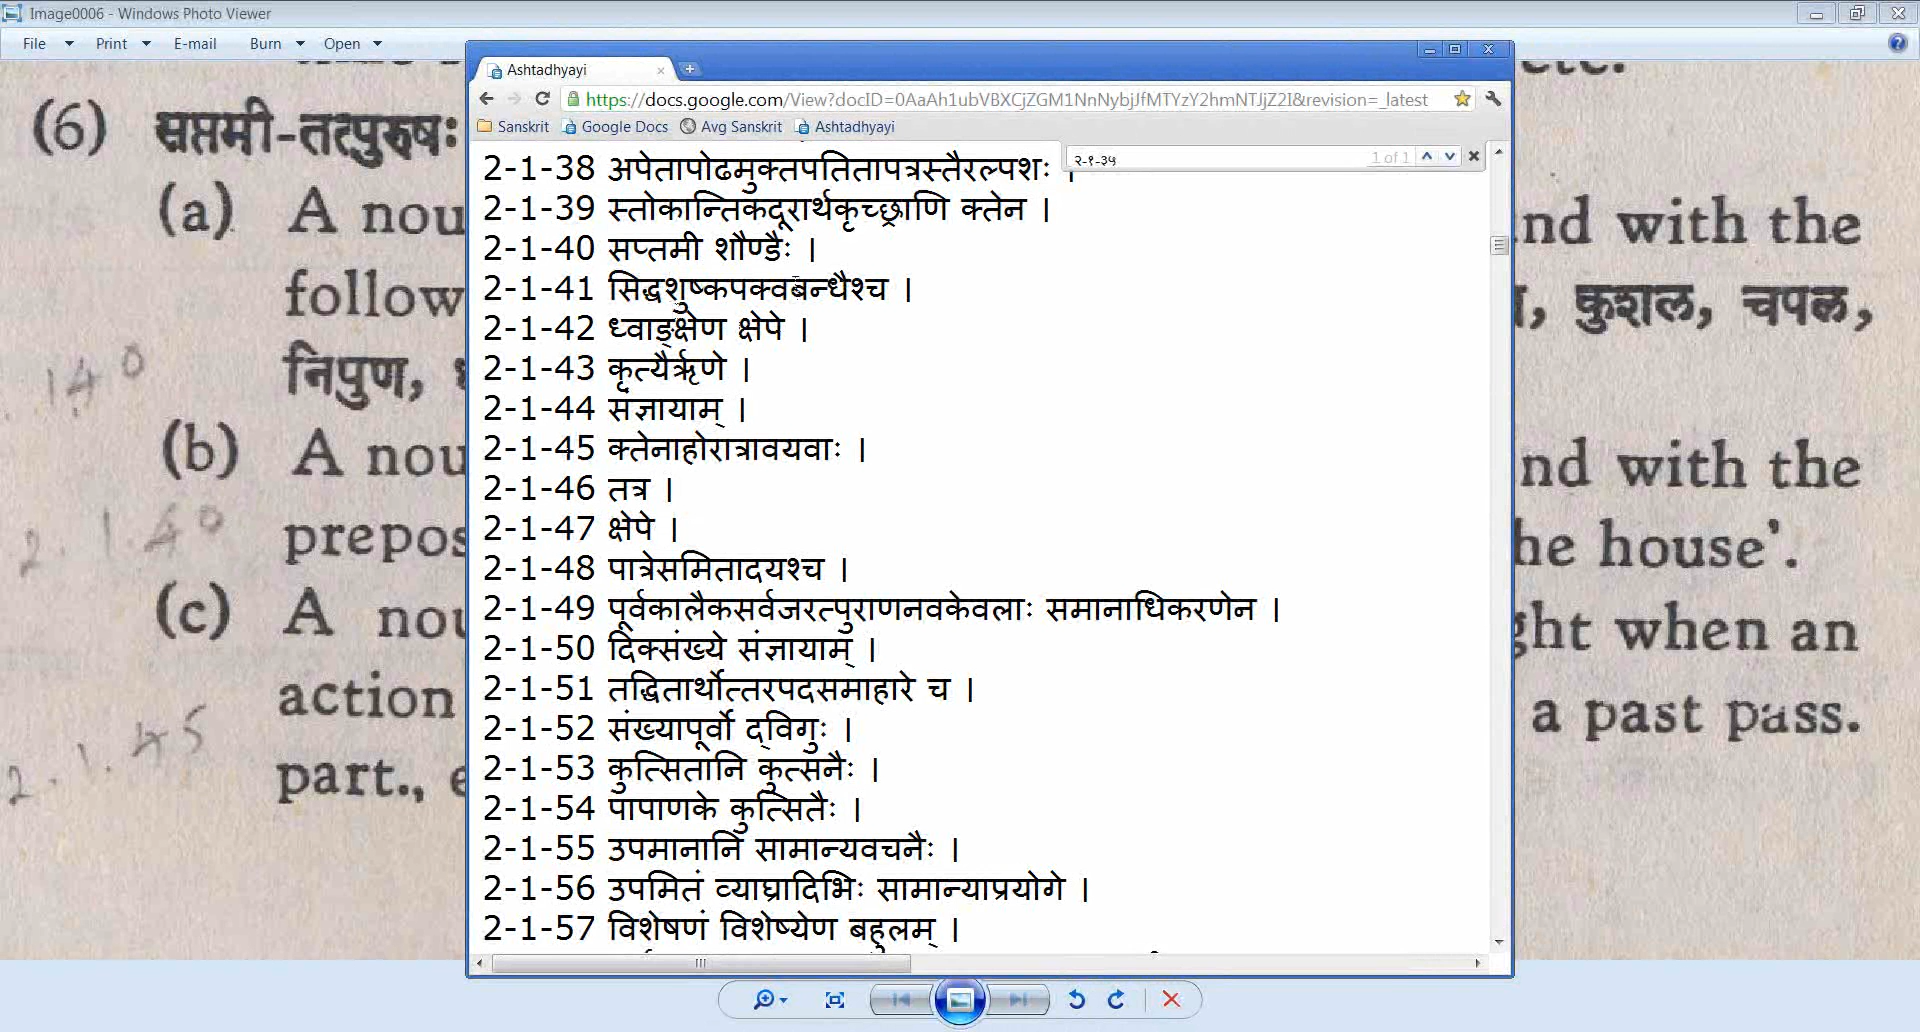 Image0006 - Windows Photo Viewer
File Print E-mail Burn Open
Ashtadhyayi
https://docs.google.com/View?docID=0AaAh1ubVBXCjZGM1NnNybjJfMTYzY2hmNTJjZ2I&revision=_latest
Sanskrit Google Docs Avg Sanskrit Ashtadhyayi
२-१-३५ 1 of 1
2-1-38 अपेतापोढमुक्तपतितापत्रस्तैरल्पशः ।
2-1-39 स्तोकान्तिकदूरार्थकृच्छ्राणि क्तेन ।
2-1-40 सप्तमी शौण्डैः ।
2-1-41 सिद्धशुष्कपक्वबन्धैश्च ।
2-1-42 ध्वाङ्क्षेण क्षेपे ।
2-1-43 कृत्यैर्ऋणे ।
2-1-44 संज्ञायाम् ।
2-1-45 क्तेनाहोरात्रावयवाः ।
2-1-46 तत्र ।
2-1-47 क्षेपे ।
2-1-48 पात्रेसमितादयश्च ।
2-1-49 पूर्वकालैकसर्वजरत्पुराणनवकेवलाः समानाधिकरणेन ।
2-1-50 दिक्संख्ये संज्ञायाम् ।
2-1-51 तद्धितार्थोत्तरपदसमाहारे च ।
2-1-52 संख्यापूर्वो द्विगुः ।
2-1-53 कुत्सितानि कुत्सनैः ।
2-1-54 पापाणके कुत्सितैः ।
2-1-55 उपमानानि सामान्यवचनैः ।
2-1-56 उपमितं व्याघ्रादिभिः सामान्याप्रयोगे ।
2-1-57 विशेषणं विशेष्येण बहुलम् ।
etc.
(6) सप्तमी-तत्पुरुषः
(a) A nou nd with the
follow कुशल, चपल,
निपुण,
(b) A nou nd with the
2.1.40 prepos he house'.
(c) A nou ght when an
action a past pass.
2.1.45 part.,